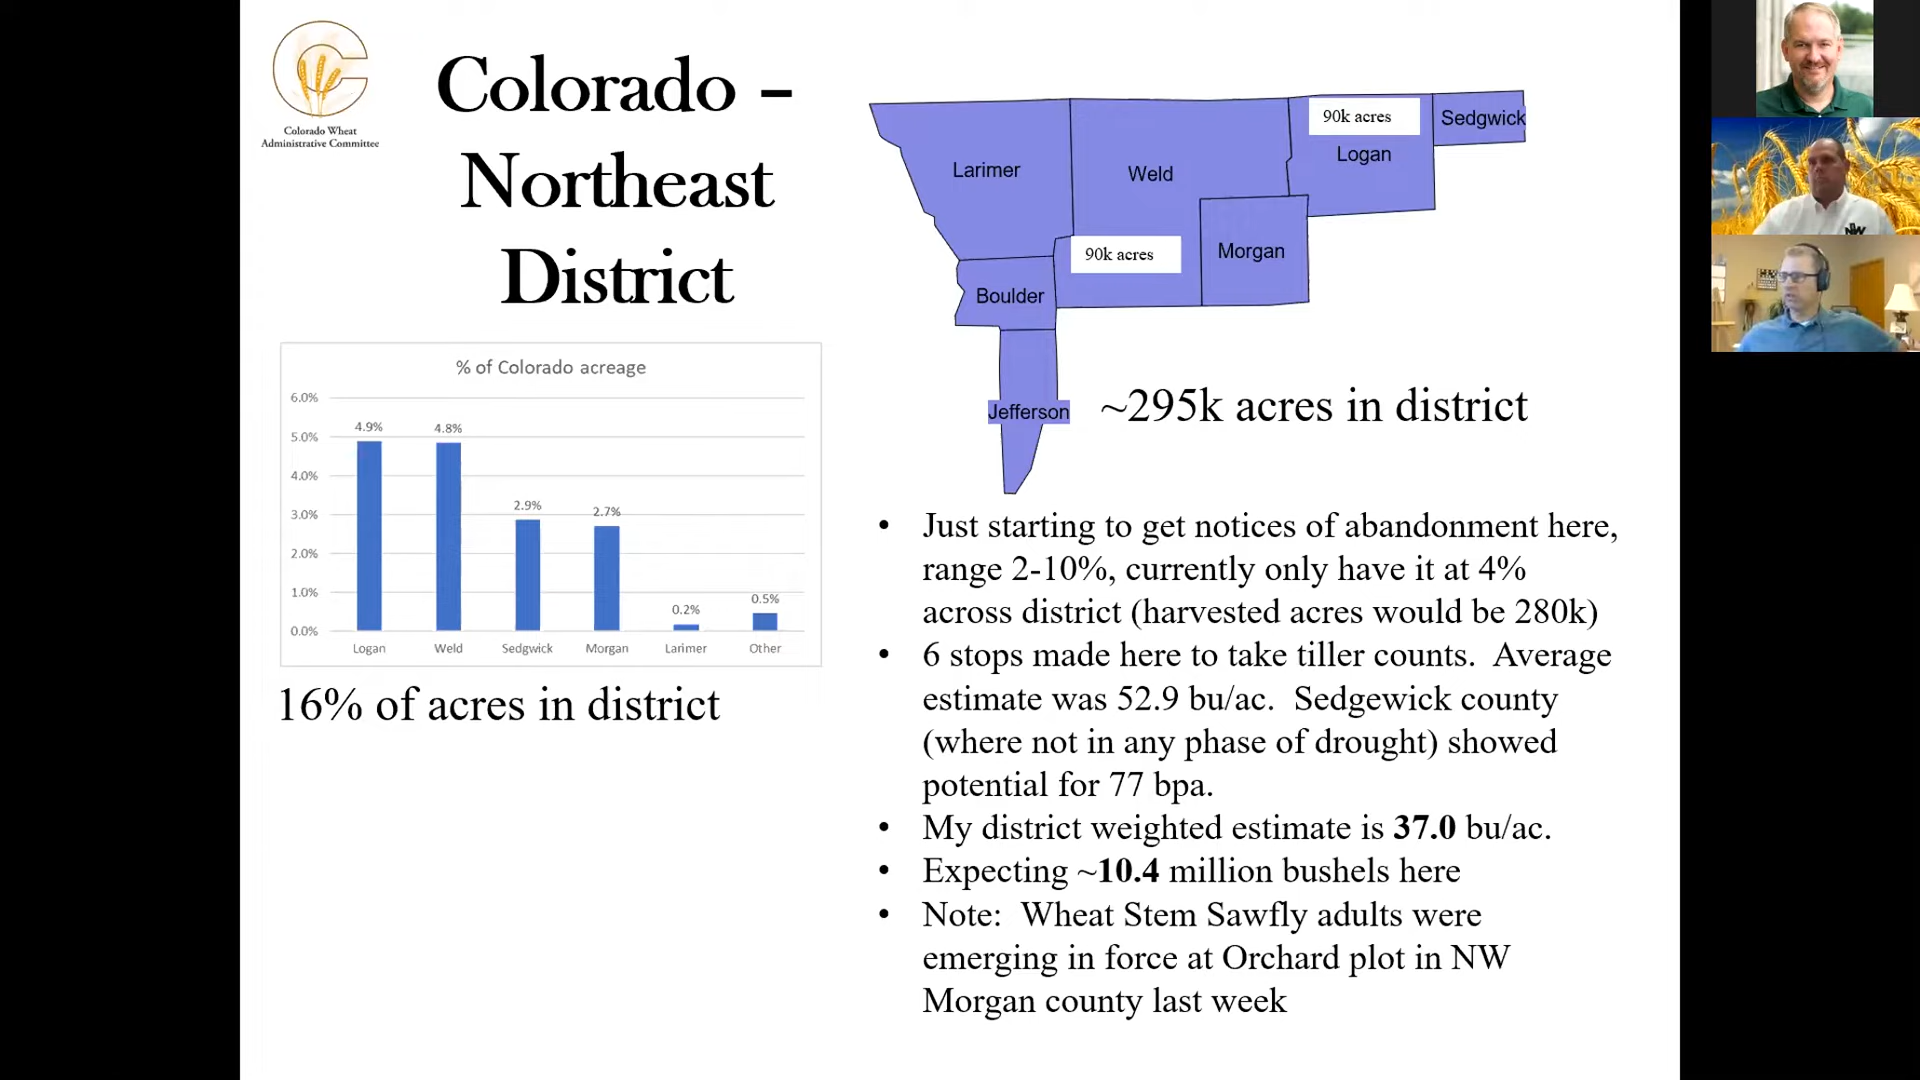 Colorado Wheat
Administrative Committee
Colorado –
Northeast
District
% of Colorado acreage
6.0%
5.0%
4.0%
3.0%
2.0%
1.0%
0.0%
4.9%
4.8%
2.9%
2.7%
0.2%
0.5%
Logan
Weld
Sedgwick
Morgan
Larimer
Other
16% of acres in district
90k acres
Sedgwick
Logan
Larimer
Weld
90k acres
Morgan
Boulder
Jefferson
~295k acres in district
• Just starting to get notices of abandonment here,
range 2-10%, currently only have it at 4%
across district (harvested acres would be 280k)
• 6 stops made here to take tiller counts. Average
estimate was 52.9 bu/ac. Sedgewick county
(where not in any phase of drought) showed
potential for 77 bpa.
• My district weighted estimate is 37.0 bu/ac.
• Expecting ~10.4 million bushels here
• Note: Wheat Stem Sawfly adults were
emerging in force at Orchard plot in NW
Morgan county last week
NW